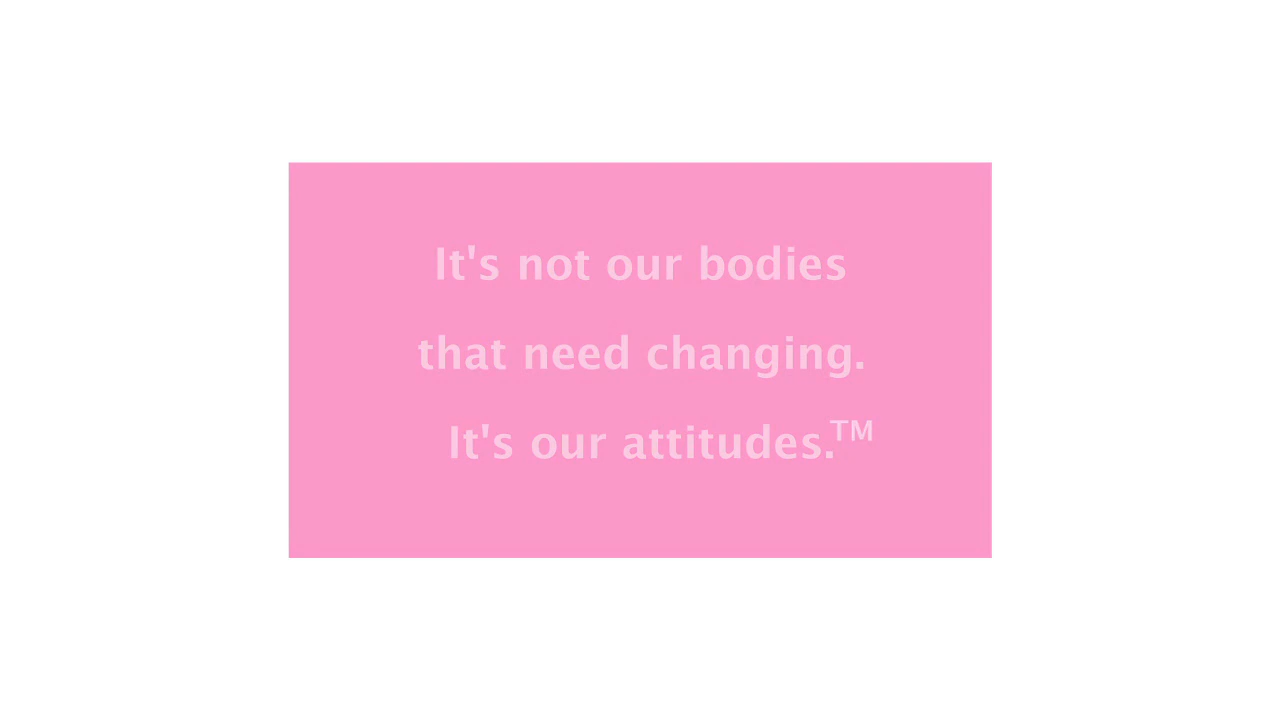 It's not our bodies
that need changing.
It's our attitudes.™